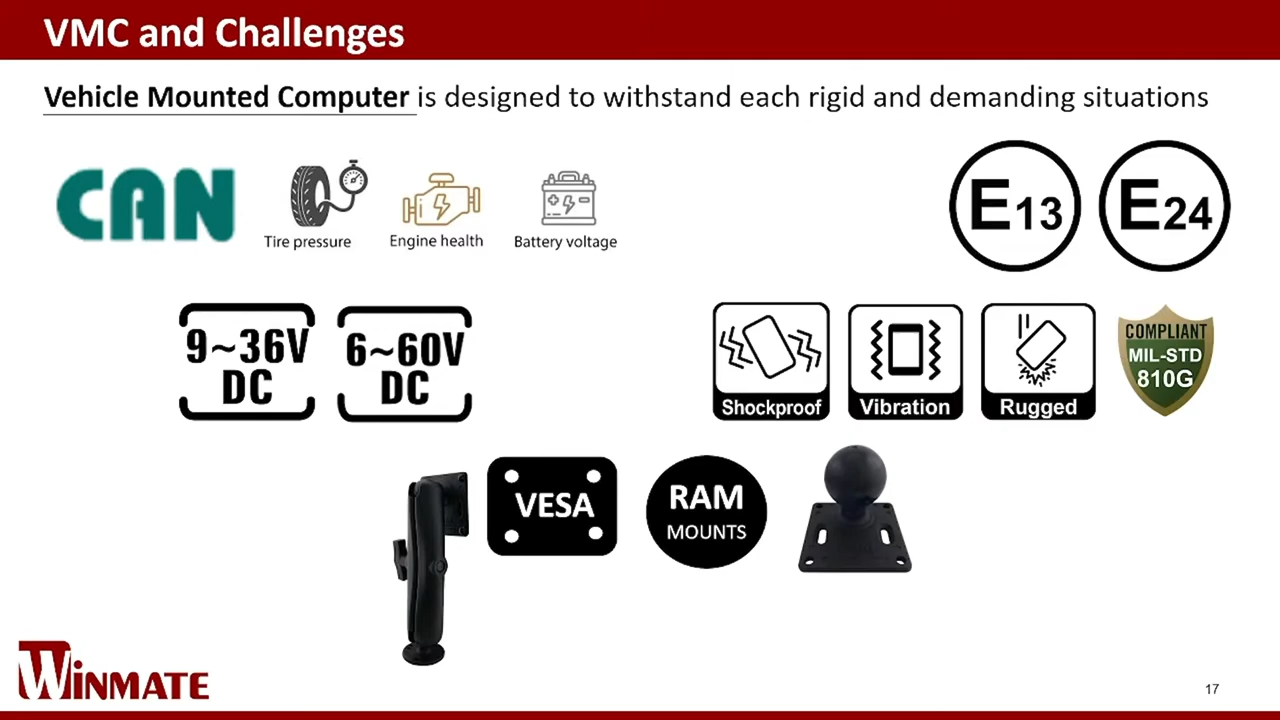 VMC and Challenges
Vehicle Mounted Computer is designed to withstand each rigid and demanding situations
CAN
Tire pressure
Engine health
Battery voltage
E13
E24
9~36V
DC
6~60V
DC
Shockproof
Vibration
Rugged
COMPLIANT
MIL-STD
810G
VESA
RAM
MOUNTS
WINMATE
17